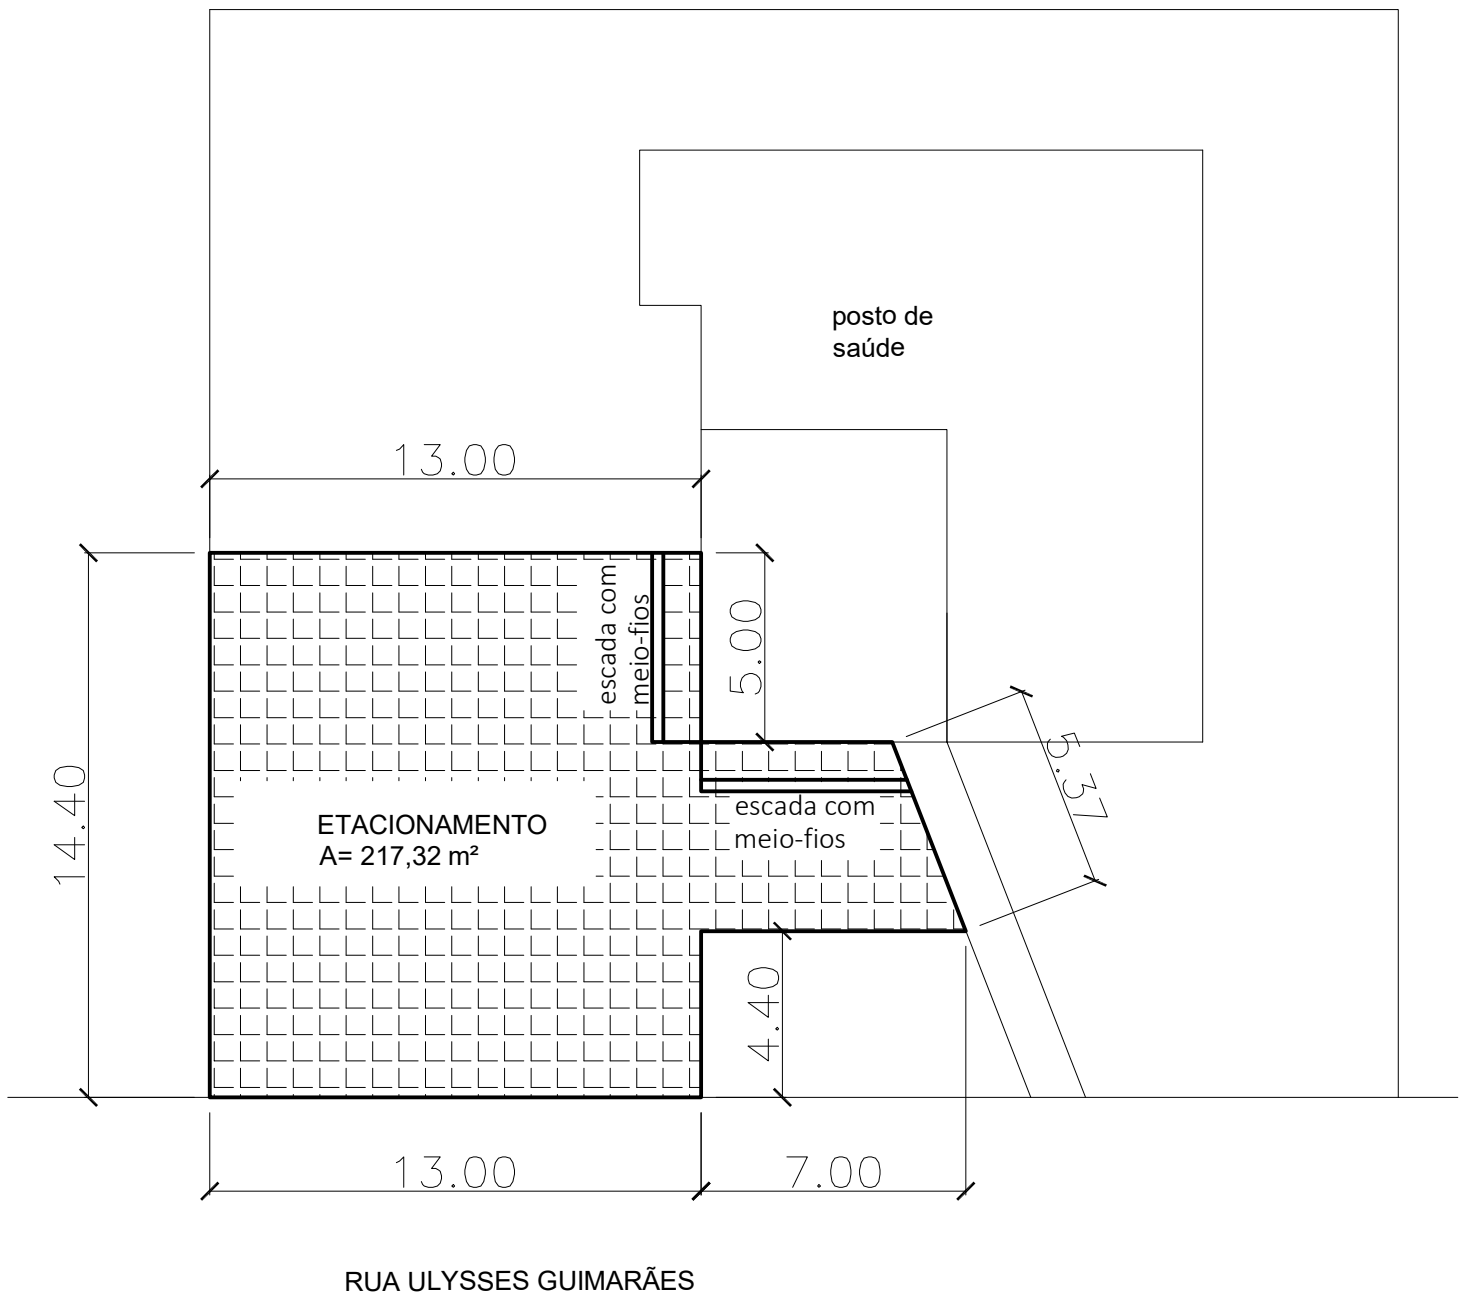 posto de
saúde
13.00
escada com
meio-fios
5.00
5.37
14.40
ETACIONAMENTO
A= 217,32 m²
escada com
meio-fios
4.40
13.00
7.00
RUA ULYSSES GUIMARÃES